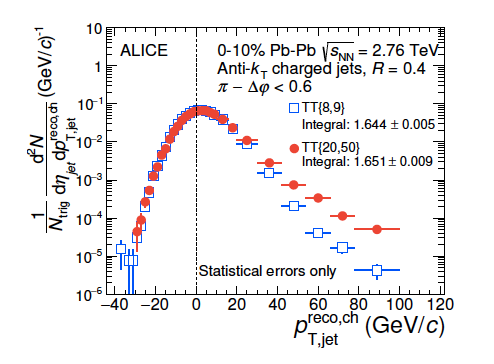 ALICE
0-10% Pb-Pb √s_NN = 2.76 TeV
Anti-k_T charged jets, R = 0.4
π − Δφ < 0.6
TT{8,9}
Integral: 1.644 ± 0.005
TT{20,50}
Integral: 1.651 ± 0.009
Statistical errors only
1/N_trig d²N/dη_jet dp_T,jet^reco,ch (GeV/c)⁻¹
10
1
10⁻¹
10⁻²
10⁻³
10⁻⁴
10⁻⁵
10⁻⁶
−40 −20 0 20 40 60 80 100 120
p_T,jet^reco,ch (GeV/c)